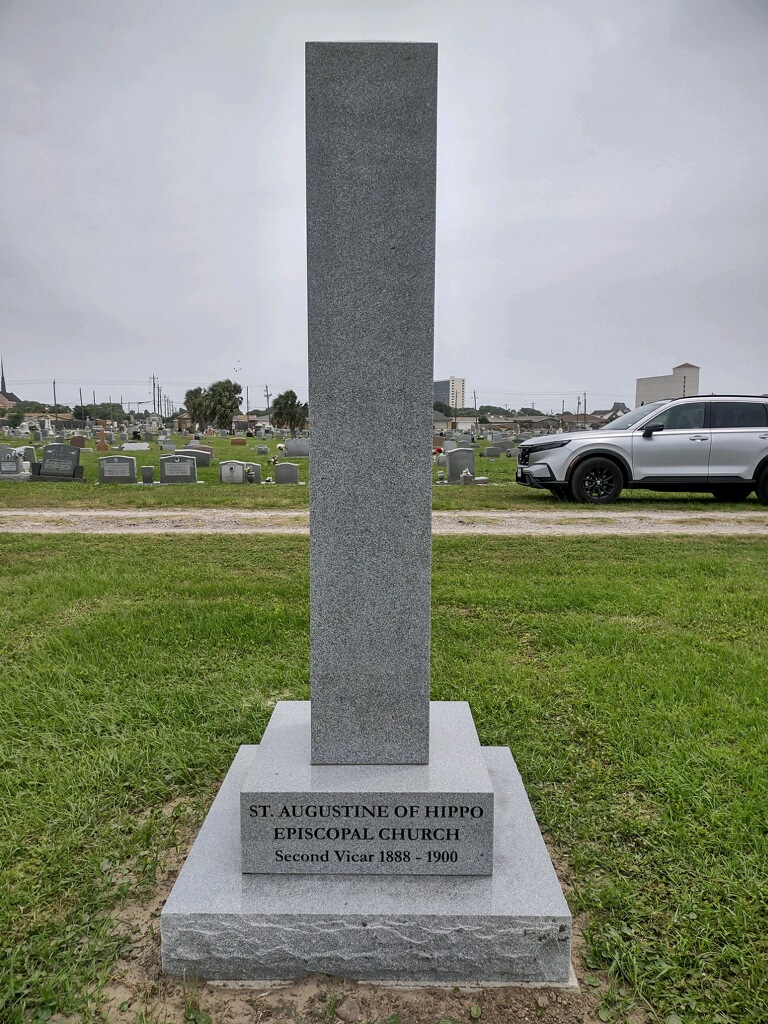 ST. AUGUSTINE OF HIPPO
EPISCOPAL CHURCH
Second Vicar 1888 - 1900